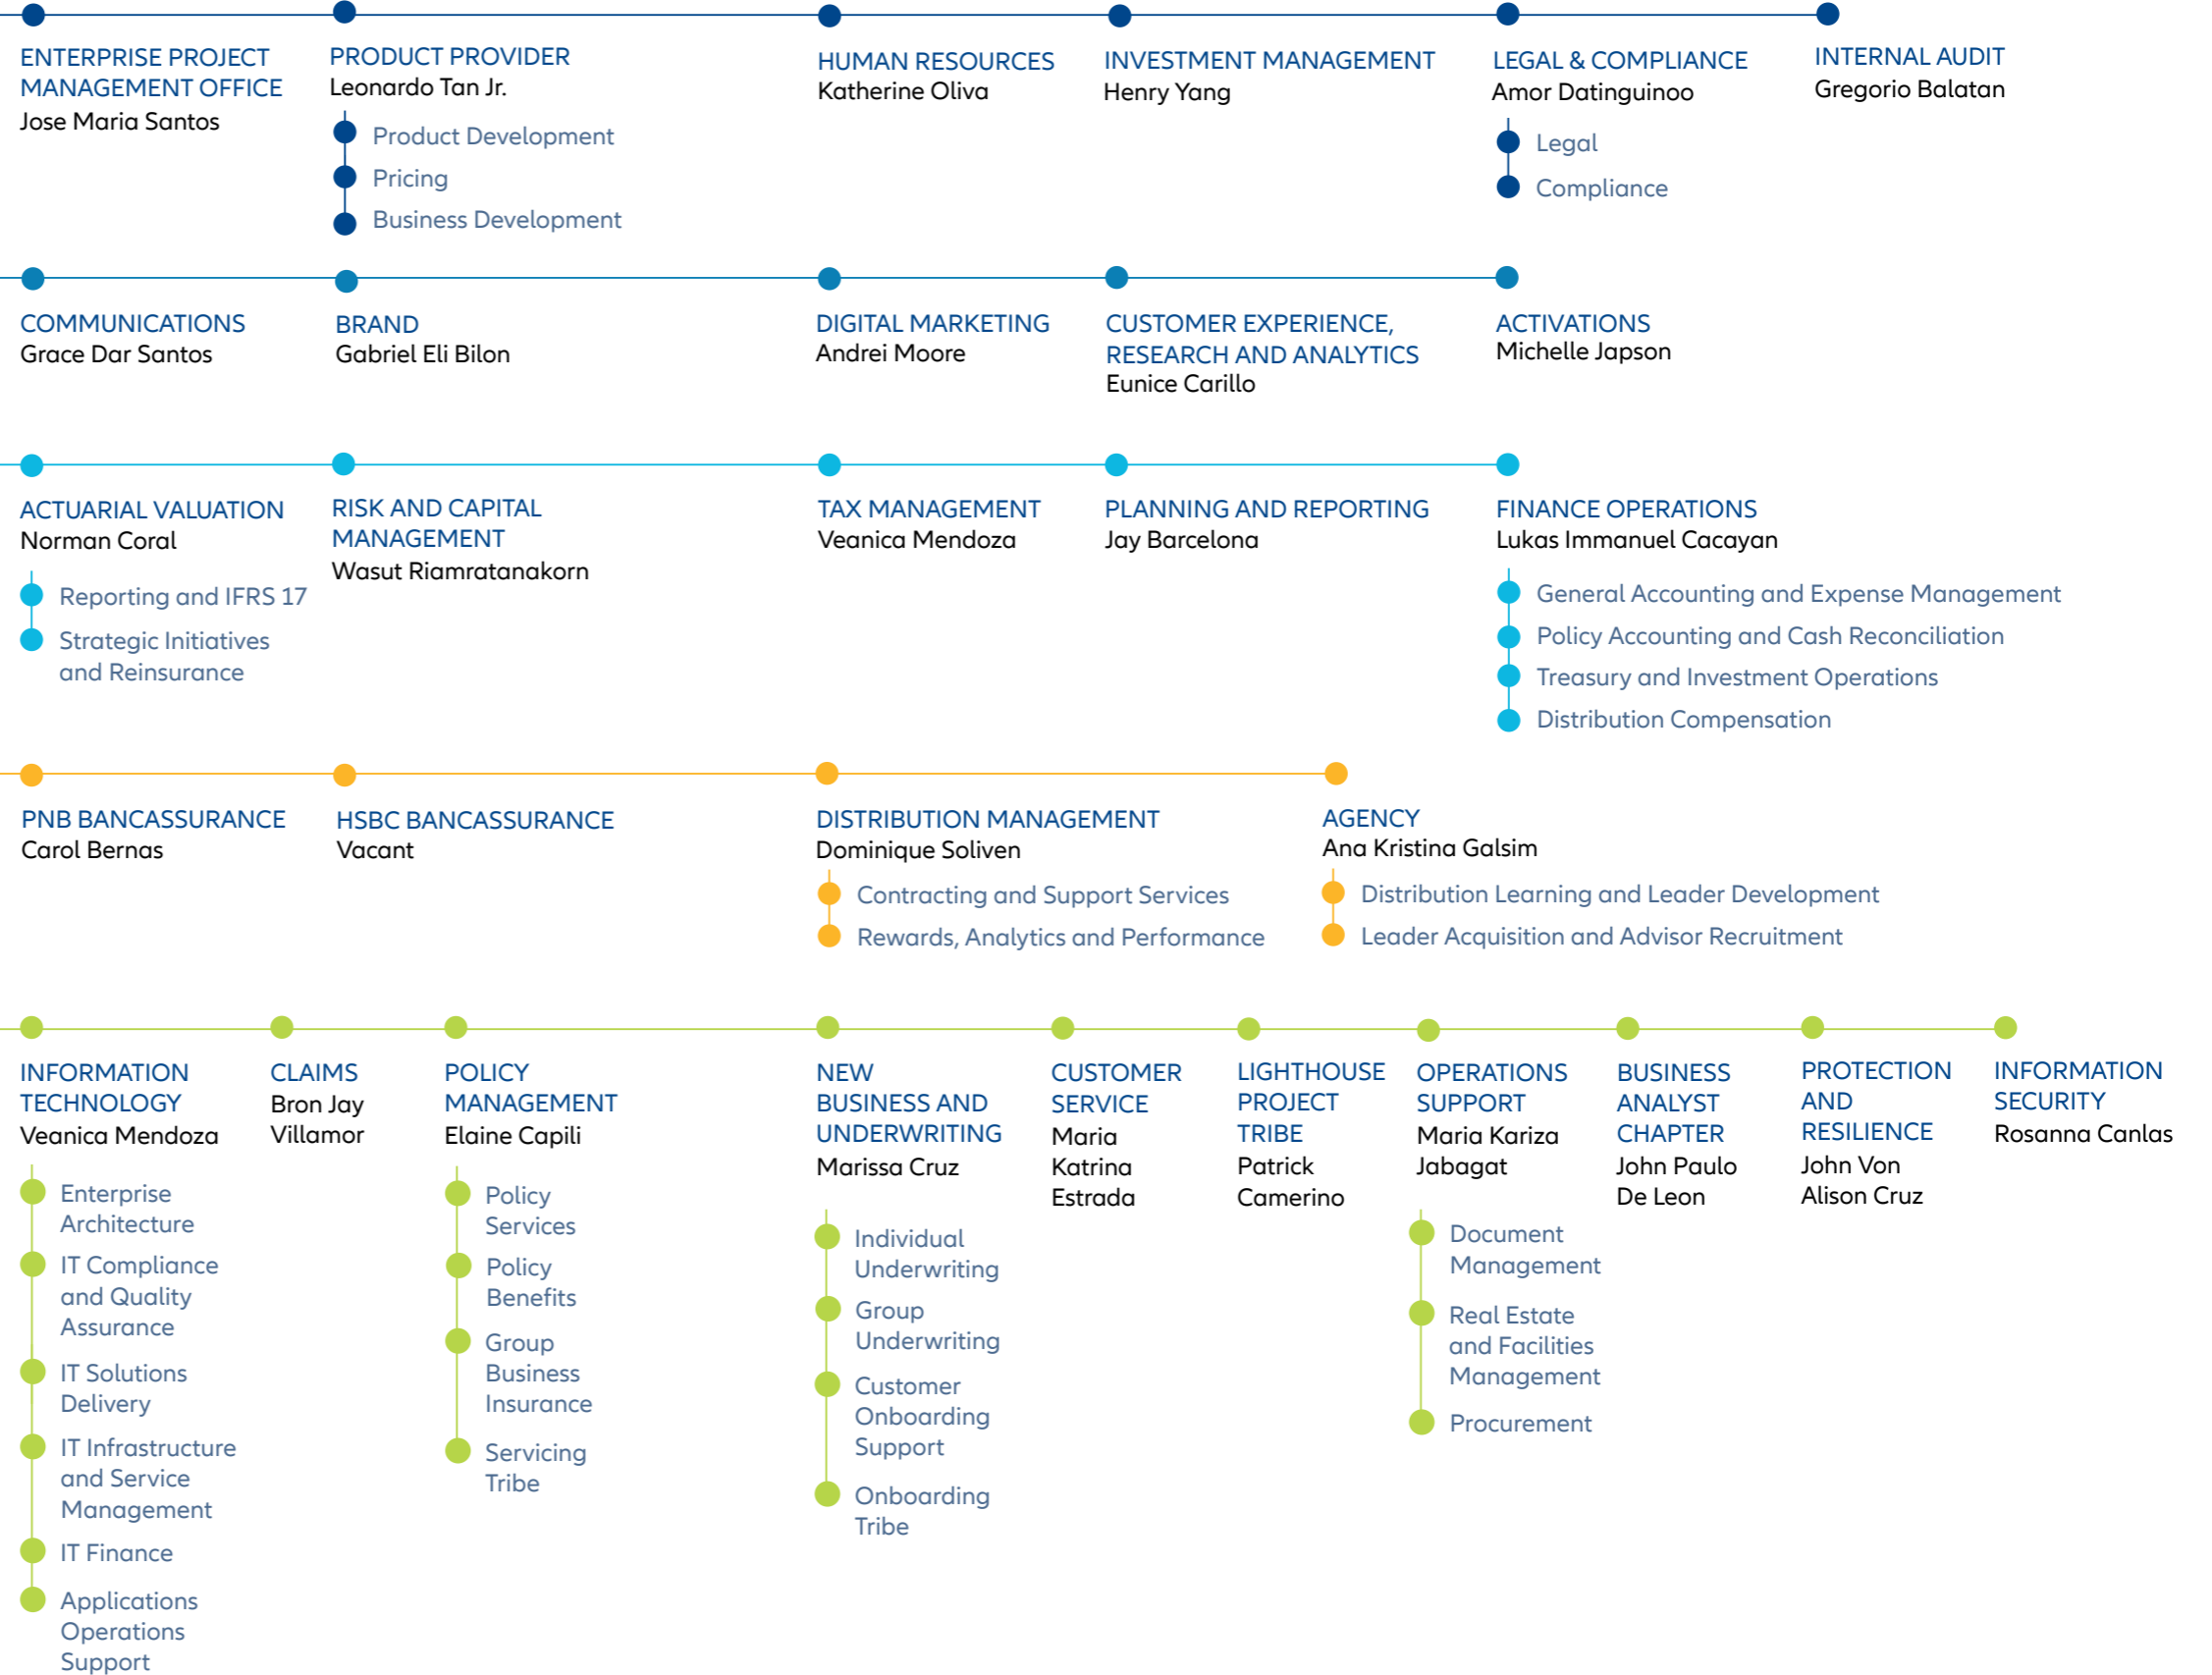 ENTERPRISE PROJECT
MANAGEMENT OFFICE
Jose Maria Santos
PRODUCT PROVIDER
Leonardo Tan Jr.
Product Development
Pricing
Business Development
HUMAN RESOURCES
Katherine Oliva
INVESTMENT MANAGEMENT
Henry Yang
LEGAL & COMPLIANCE
Amor Datinguinoo
Legal
Compliance
INTERNAL AUDIT
Gregorio Balatan
COMMUNICATIONS
Grace Dar Santos
BRAND
Gabriel Eli Bilon
DIGITAL MARKETING
Andrei Moore
CUSTOMER EXPERIENCE,
RESEARCH AND ANALYTICS
Eunice Carillo
ACTIVATIONS
Michelle Japson
ACTUARIAL VALUATION
Norman Coral
Reporting and IFRS 17
Strategic Initiatives
and Reinsurance
RISK AND CAPITAL
MANAGEMENT
Wasut Riamratanakorn
TAX MANAGEMENT
Veanica Mendoza
PLANNING AND REPORTING
Jay Barcelona
FINANCE OPERATIONS
Lukas Immanuel Cacayan
General Accounting and Expense Management
Policy Accounting and Cash Reconciliation
Treasury and Investment Operations
Distribution Compensation
PNB BANCASSURANCE
Carol Bernas
HSBC BANCASSURANCE
Vacant
DISTRIBUTION MANAGEMENT
Dominique Soliven
Contracting and Support Services
Rewards, Analytics and Performance
AGENCY
Ana Kristina Galsim
Distribution Learning and Leader Development
Leader Acquisition and Advisor Recruitment
INFORMATION
TECHNOLOGY
Veanica Mendoza
Enterprise
Architecture
IT Compliance
and Quality
Assurance
IT Solutions
Delivery
IT Infrastructure
and Service
Management
IT Finance
Applications
Operations
Support
CLAIMS
Bron Jay
Villamor
POLICY
MANAGEMENT
Elaine Capili
Policy
Services
Policy
Benefits
Group
Business
Insurance
Servicing
Tribe
NEW
BUSINESS AND
UNDERWRITING
Marissa Cruz
Individual
Underwriting
Group
Underwriting
Customer
Onboarding
Support
Onboarding
Tribe
CUSTOMER
SERVICE
Maria
Katrina
Estrada
LIGHTHOUSE
PROJECT
TRIBE
Patrick
Camerino
OPERATIONS
SUPPORT
Maria Kariza
Jabagat
Document
Management
Real Estate
and Facilities
Management
Procurement
BUSINESS
ANALYST
CHAPTER
John Paulo
De Leon
PROTECTION
AND
RESILIENCE
John Von
Alison Cruz
INFORMATION
SECURITY
Rosanna Canlas